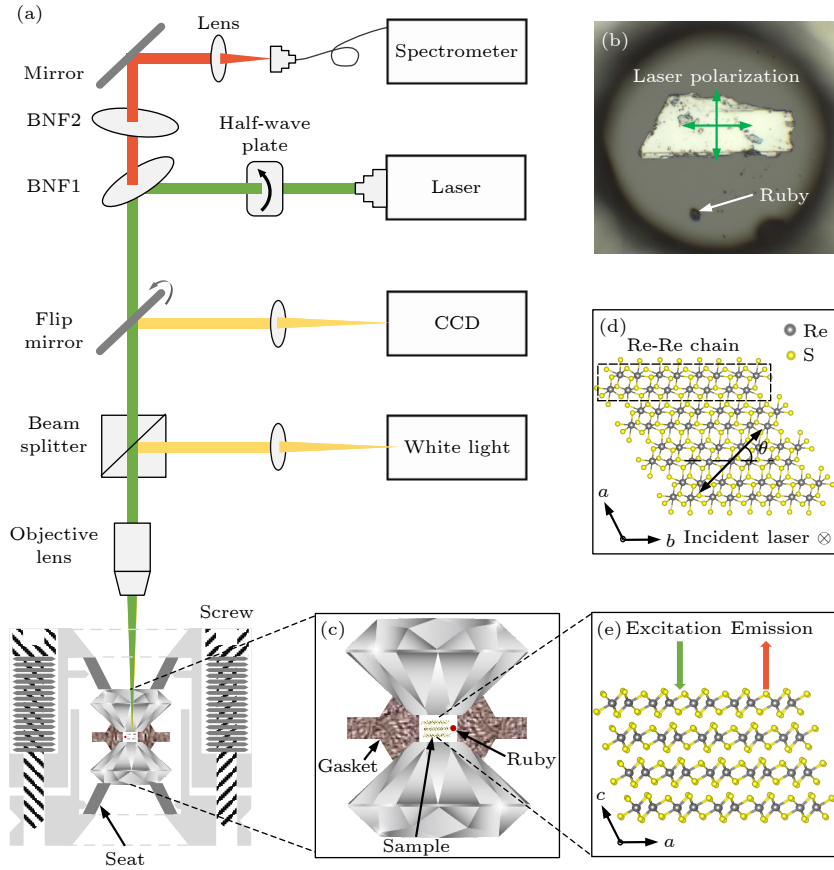 (a)
Lens
Spectrometer
Mirror
BNF2
Half-wave
plate
BNF1
Laser
Flip
mirror
CCD
Beam
splitter
White light
Objective
lens
Screw
Seat
(b)
Laser polarization
Ruby
(c)
Gasket
Ruby
Sample
(d)
Re
S
Re-Re chain
θ
a
b
Incident laser ⊗
(e)
Excitation Emission
c
a